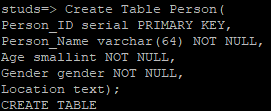 studs=> Create Table Person(
Person_ID serial PRIMARY KEY,
Person_Name varchar(64) NOT NULL,
Age smallint NOT NULL,
Gender gender NOT NULL,
Location text);
CREATE TABLE